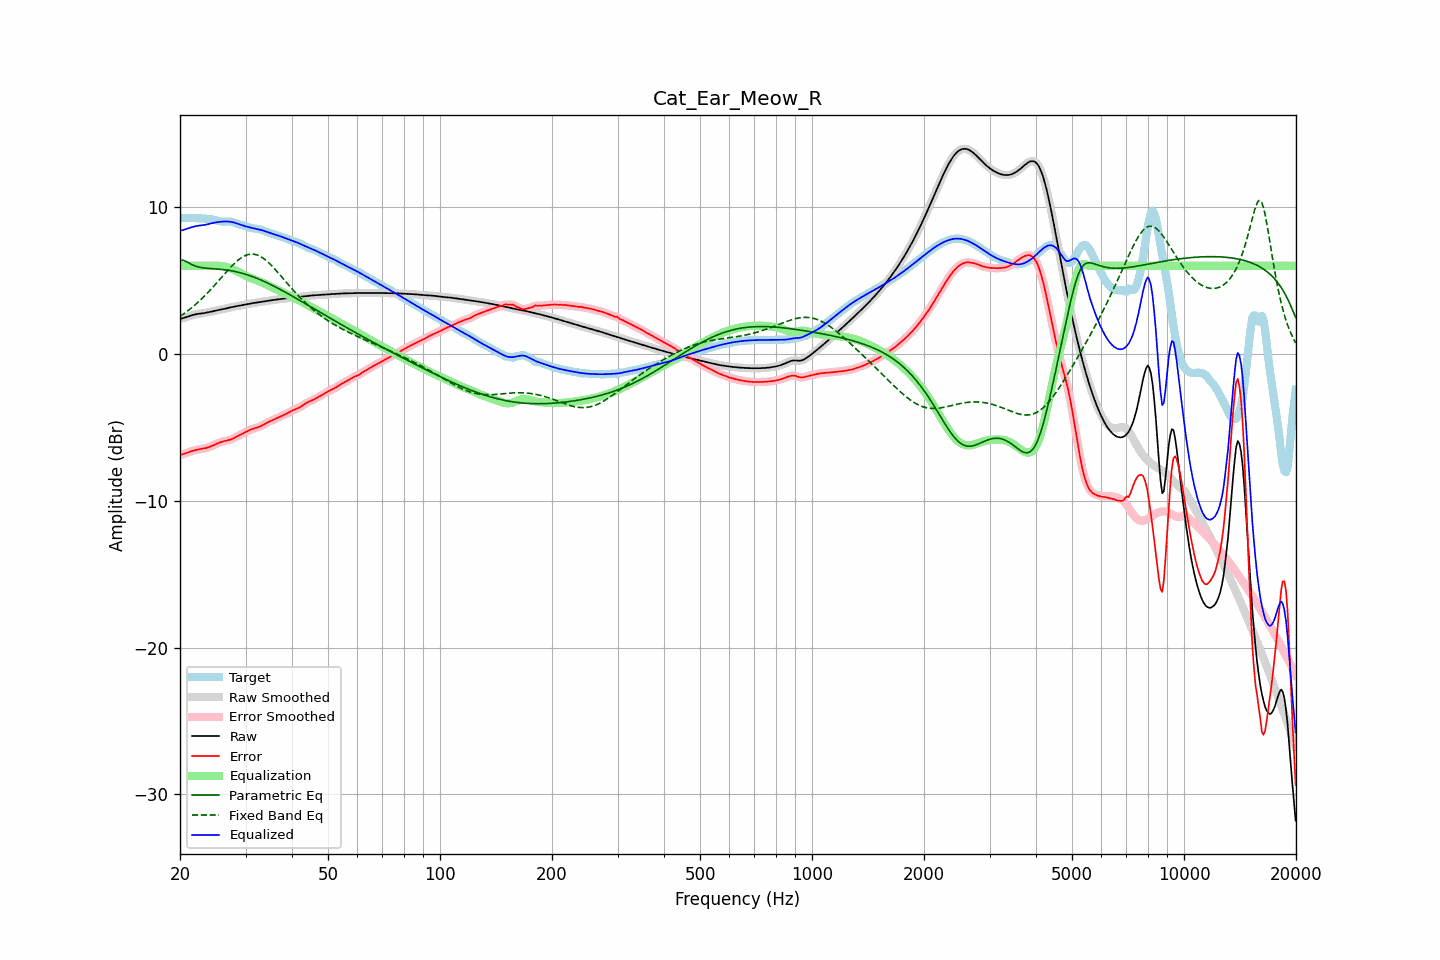 Cat_Ear_Meow_R
Amplitude (dBr)
10
0
−10
−20
−30
Target
Raw Smoothed
Error Smoothed
Raw
Error
Equalization
Parametric Eq
Fixed Band Eq
Equalized
20 50 100 200 500 1000 2000 5000 10000 20000
Frequency (Hz)